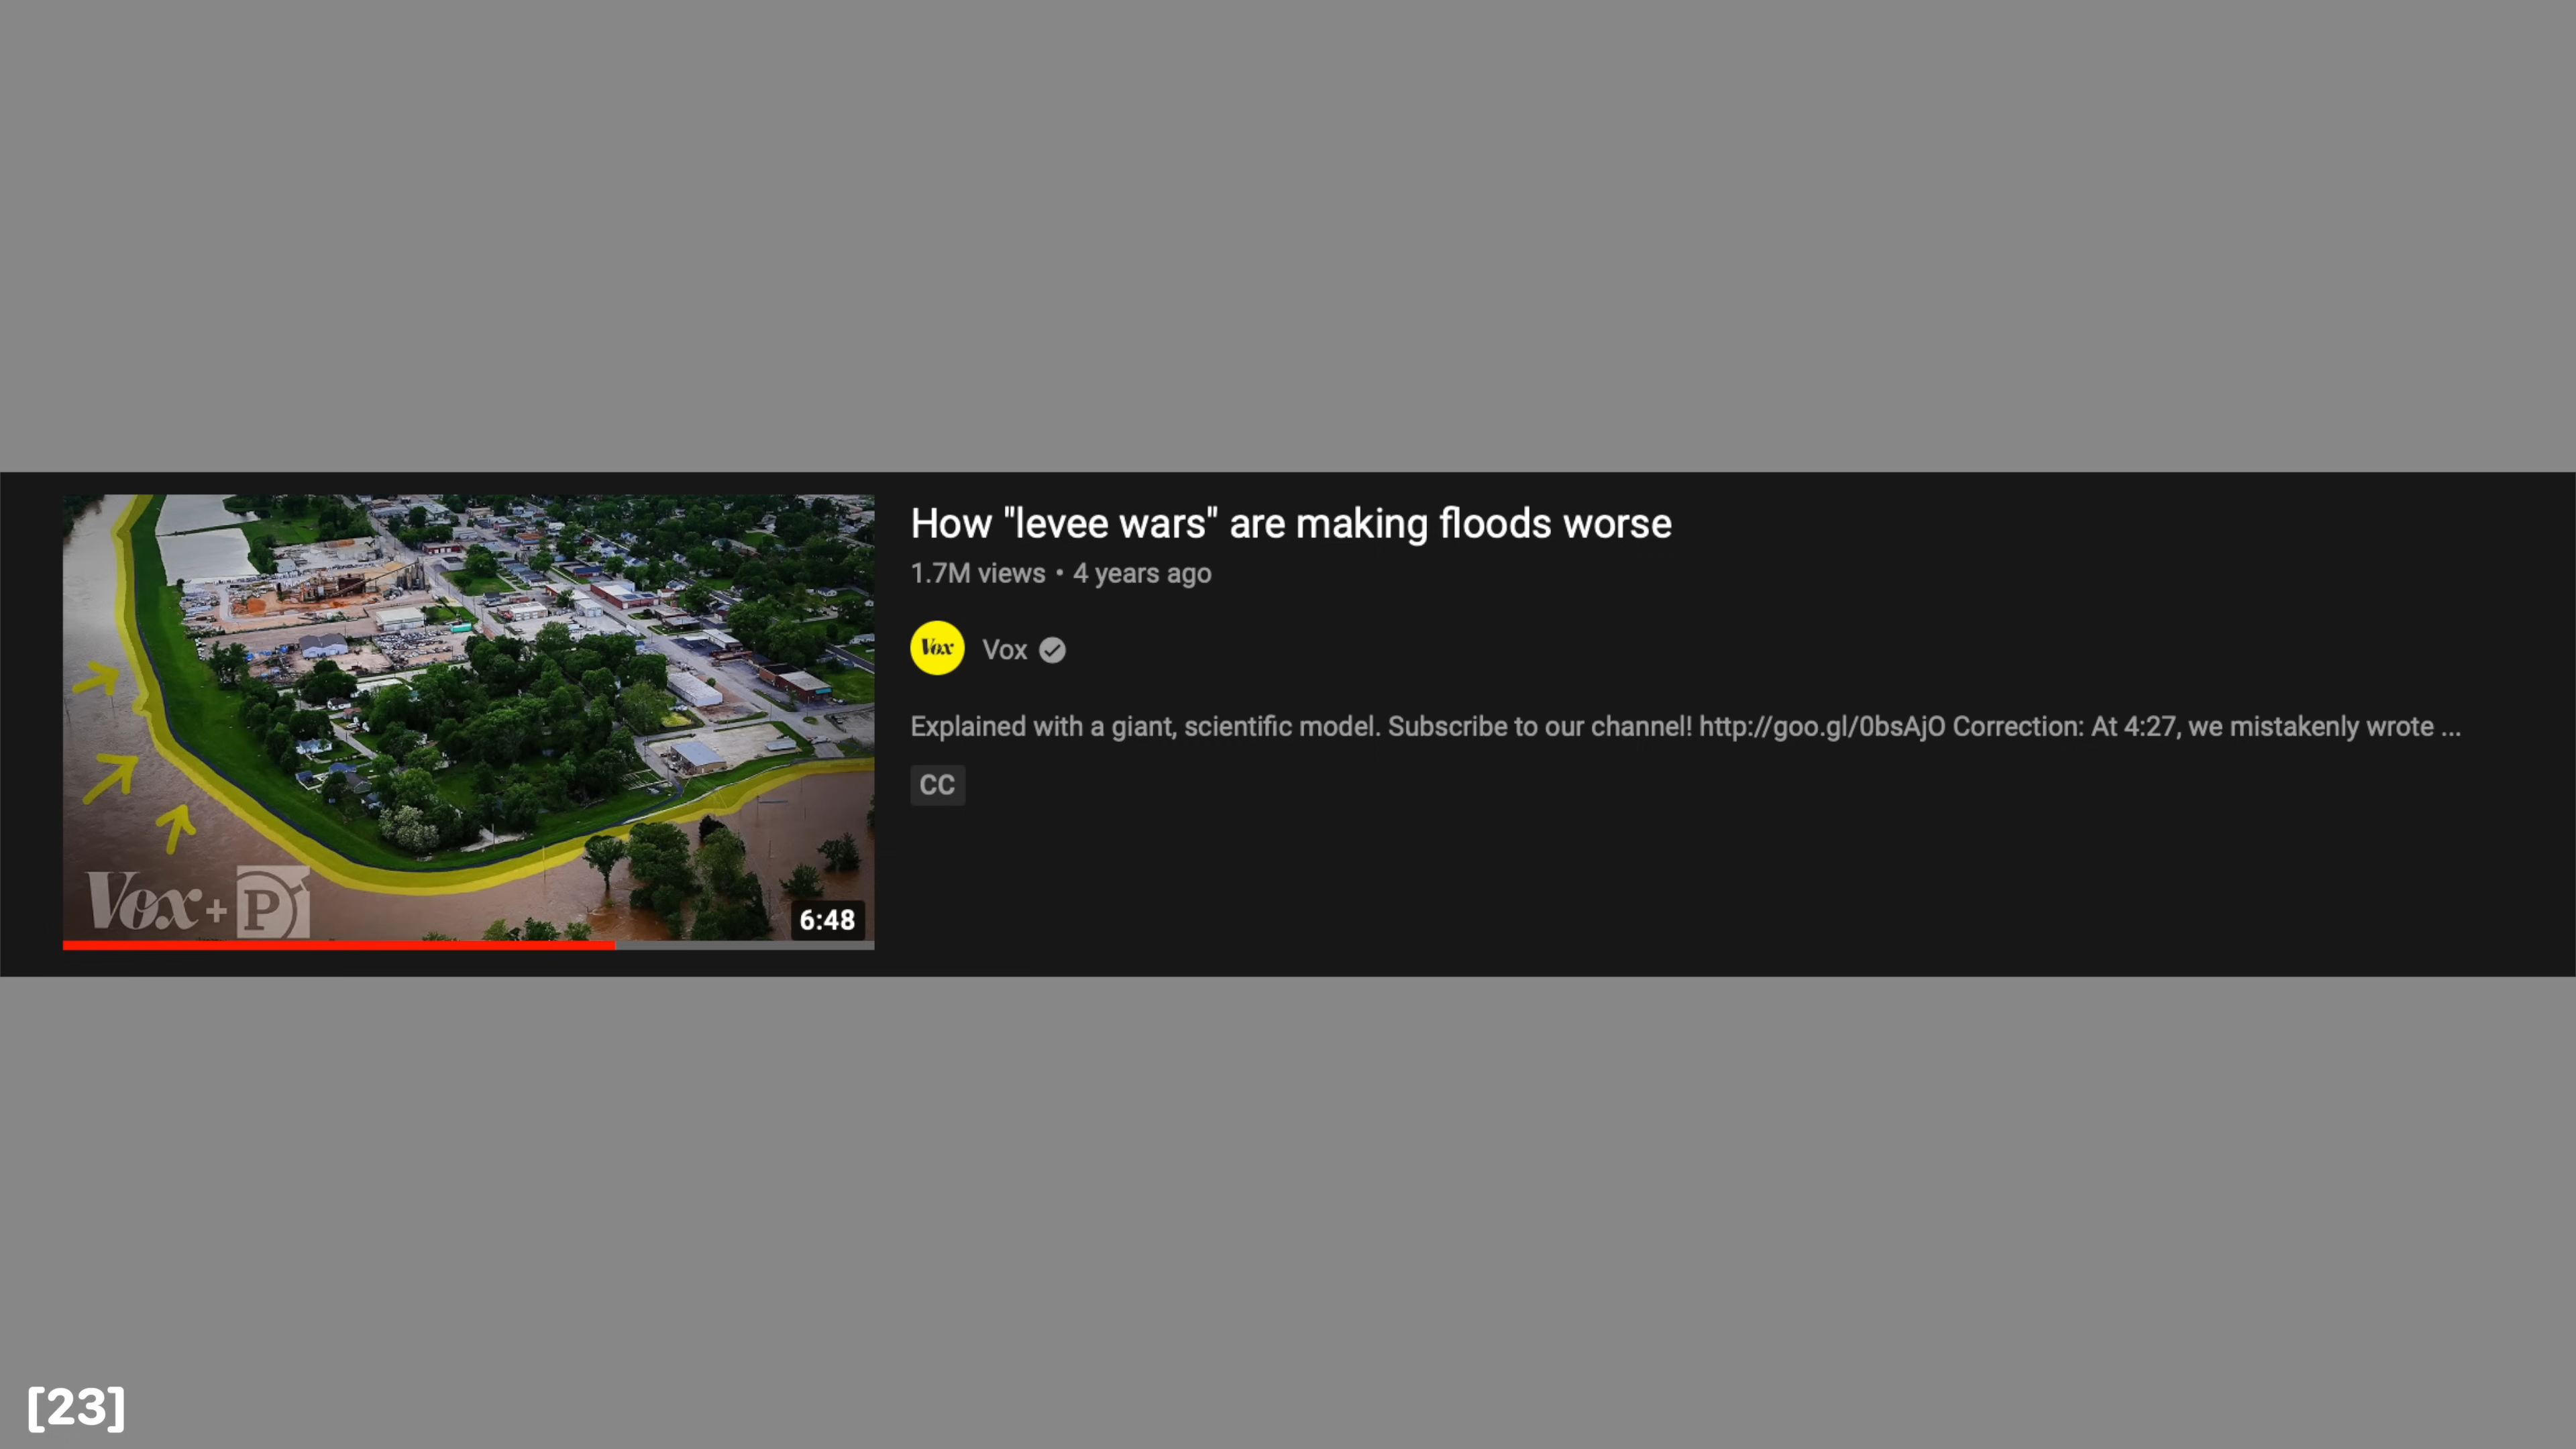 How "levee wars" are making floods worse
1.7M views • 4 years ago
Vox
Vox
Explained with a giant, scientific model. Subscribe to our channel! http://goo.gl/0bsAjO Correction: At 4:27, we mistakenly wrote ...
CC
Vox + P
6:48
[23]